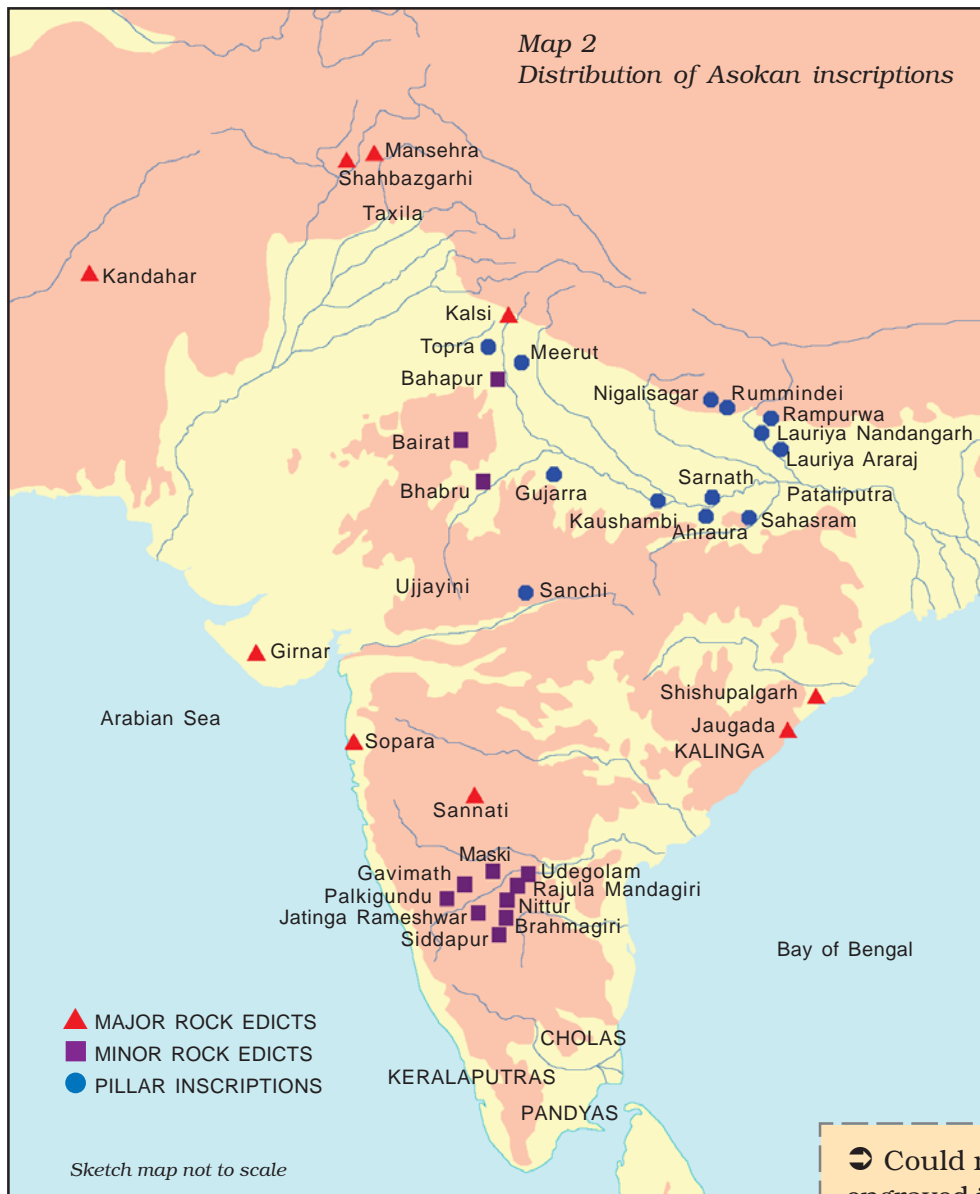 Map 2
Distribution of Asokan inscriptions
Mansehra
Shahbazgarhi
Taxila
Kandahar
Kalsi
Topra
Meerut
Bahapur
Nigalisagar
Rummindei
Rampurwa
Bairat
Lauriya Nandangarh
Lauriya Araraj
Bhabru
Gujarra
Sarnath
Pataliputra
Kaushambi
Ahraura
Sahasram
Ujjayini
Sanchi
Girnar
Shishupalgarh
Arabian Sea
Jaugada
Sopara
KALINGA
Sannati
Maski
Gavimath
Udegolam
Palkigundu
Rajula Mandagiri
Nittur
Jatinga Rameshwar
Brahmagiri
Siddapur
Bay of Bengal
MAJOR ROCK EDICTS
MINOR ROCK EDICTS
PILLAR INSCRIPTIONS
CHOLAS
KERALAPUTRAS
PANDYAS
Sketch map not to scale
➲ Could